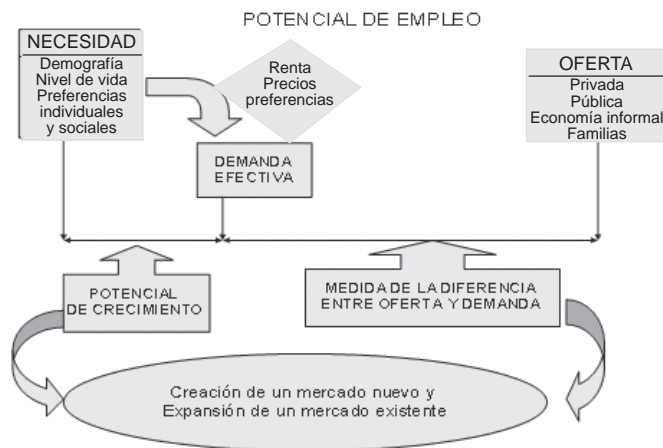 POTENCIAL DE EMPLEO
NECESIDAD
Demografía
Nivel de vida
Preferencias
individuales
y sociales
Renta
Precios
preferencias
OFERTA
Privada
Pública
Economía informal
Familias
DEMANDA
EFECTIVA
POTENCIAL
DE CRECIMIENTO
MEDIDA DE LA DIFERENCIA
ENTRE OFERTA Y DEMANDA
Creación de un mercado nuevo y
Expansión de un mercado existente